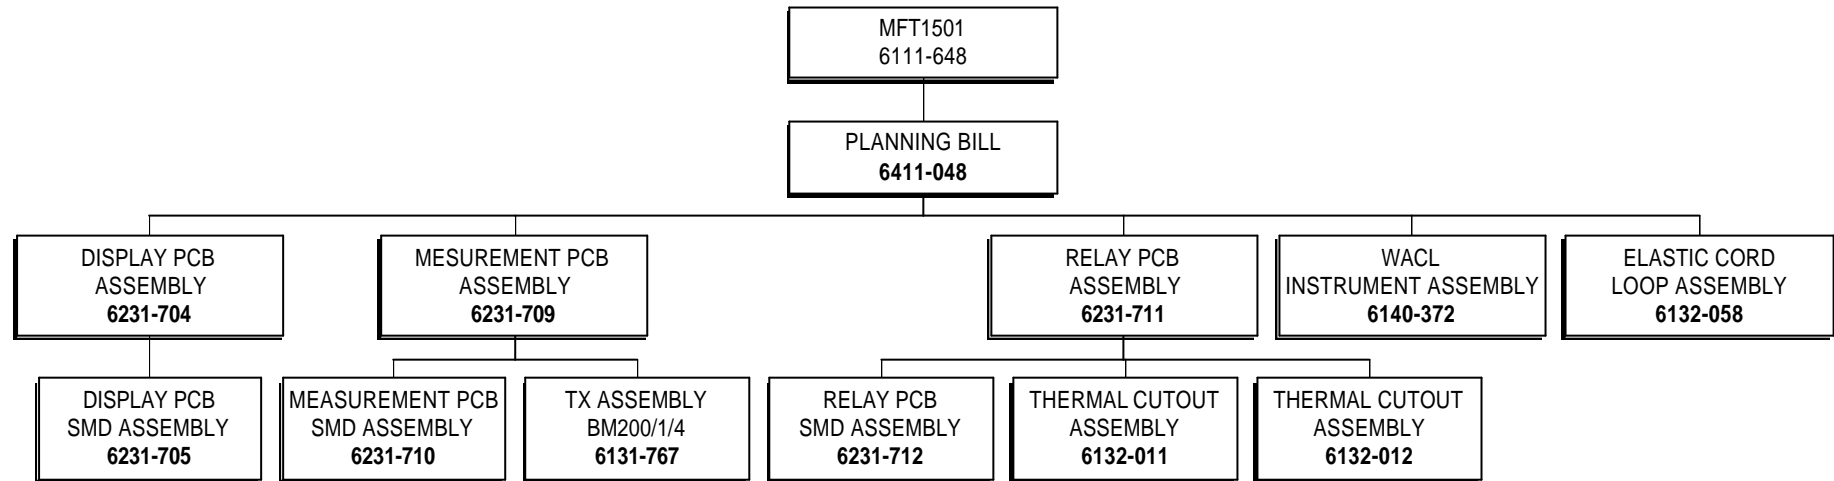 MFT1501
6111-648
PLANNING BILL
6411-048
DISPLAY PCB
ASSEMBLY
6231-704
MESUREMENT PCB
ASSEMBLY
6231-709
RELAY PCB
ASSEMBLY
6231-711
WACL
INSTRUMENT ASSEMBLY
6140-372
ELASTIC CORD
LOOP ASSEMBLY
6132-058
DISPLAY PCB
SMD ASSEMBLY
6231-705
MEASUREMENT PCB
SMD ASSEMBLY
6231-710
TX ASSEMBLY
BM200/1/4
6131-767
RELAY PCB
SMD ASSEMBLY
6231-712
THERMAL CUTOUT
ASSEMBLY
6132-011
THERMAL CUTOUT
ASSEMBLY
6132-012